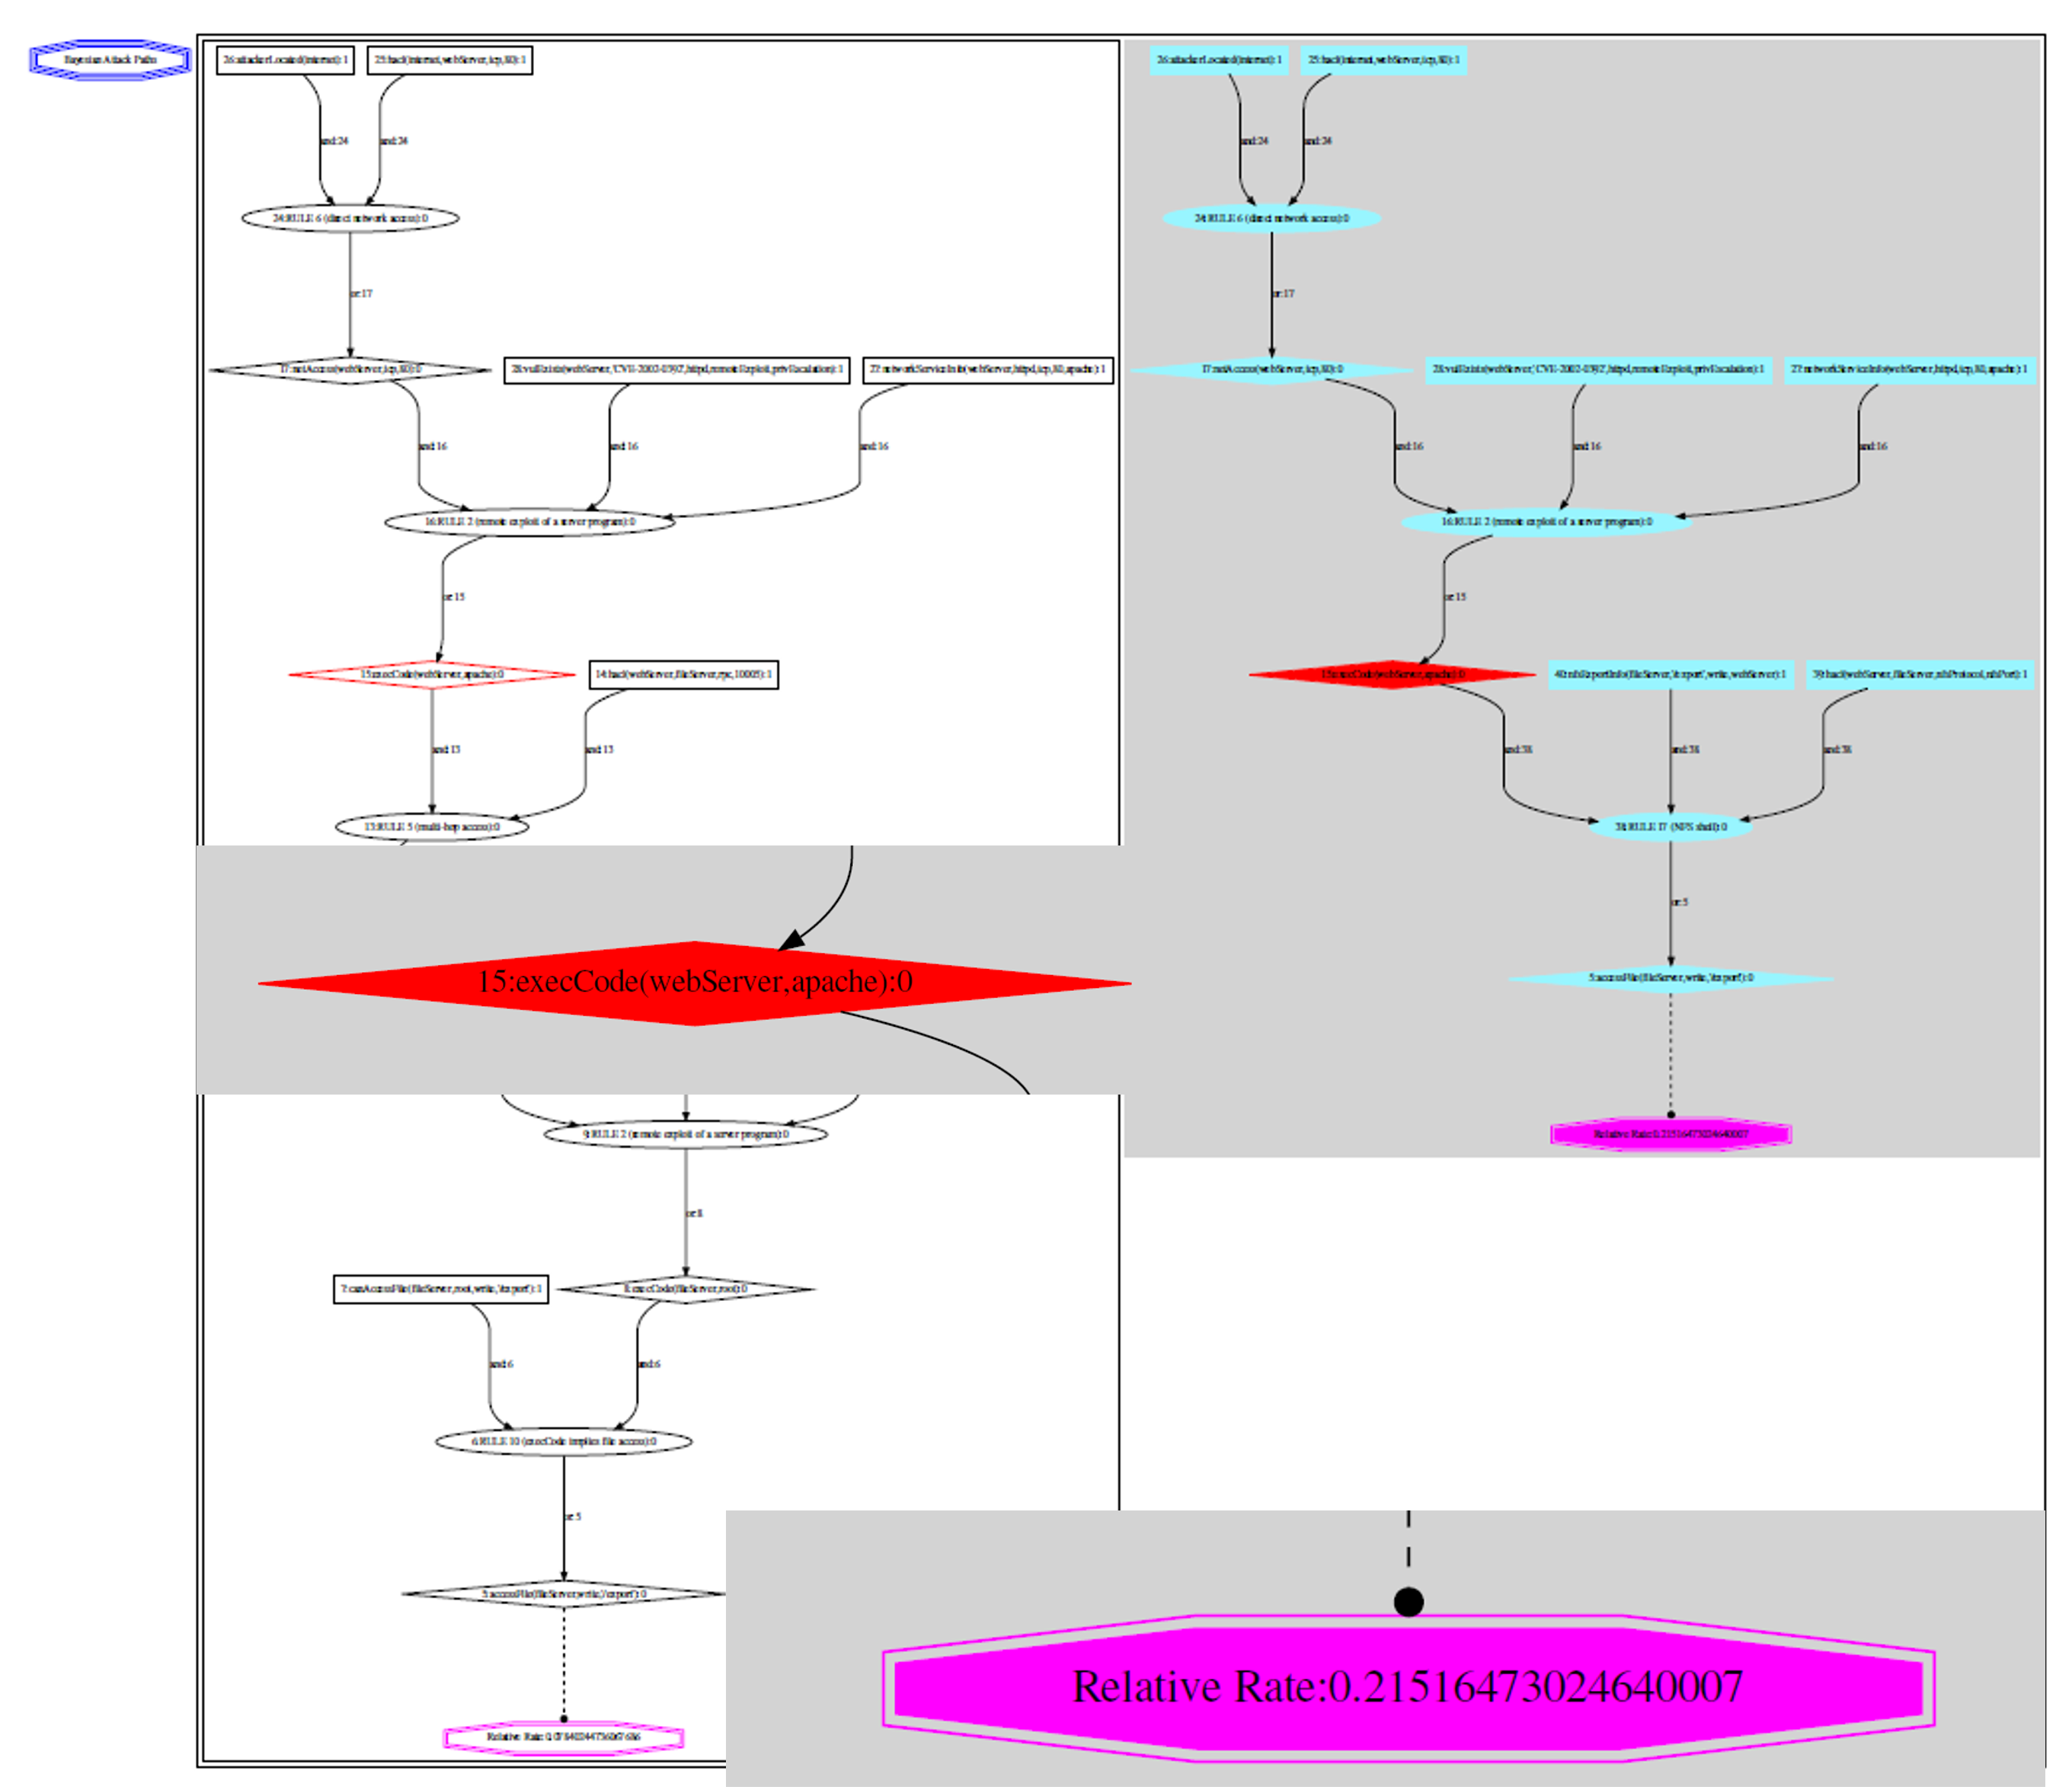 Bayesian Attack Paths
26:attackerLocated(internet):1
25:hacl(internet,webServer,tcp,80):1
and:24
and:24
24:RULE 6 (direct network access):0
or:17
17:netAccess(webServer,tcp,80):0
28:vulExists(webServer,'CVE-2002-0392',httpd,remoteExploit,privEscalation):1
27:networkServiceInfo(webServer,httpd,tcp,80,apache):1
and:16
and:16
and:16
16:RULE 2 (remote exploit of a server program):0
or:15
15:execCode(webServer,apache):0
14:hacl(webServer,fileServer,rpc,100005):1
and:13
and:13
13:RULE 5 (multi-hop access):0
15:execCode(webServer,apache):0
9:RULE 2 (remote exploit of a server program):0
or:8
7:canAccessFile(fileServer,root,write,'/export'):1
8:execCode(fileServer,root):0
and:6
and:6
6:RULE 10 (execCode implies file access):0
or:5
5:accessFile(fileServer,write,'/export'):0
26:attackerLocated(internet):1
25:hacl(internet,webServer,tcp,80):1
and:24
and:24
24:RULE 6 (direct network access):0
or:17
17:netAccess(webServer,tcp,80):0
28:vulExists(webServer,'CVE-2002-0392',httpd,remoteExploit,privEscalation):1
27:networkServiceInfo(webServer,httpd,tcp,80,apache):1
and:16
and:16
and:16
16:RULE 2 (remote exploit of a server program):0
or:15
15:execCode(webServer,apache):0
40:nfsExportInfo(fileServer,'/export',write,webServer):1
39:hacl(webServer,fileServer,nfsProtocol,nfsPort):1
and:38
and:38
and:38
38:RULE 17 (NFS shell):0
or:5
5:accessFile(fileServer,write,'/export'):0
Relative Rate:0.21516473024640007
Relative Rate:0.21516473024640007